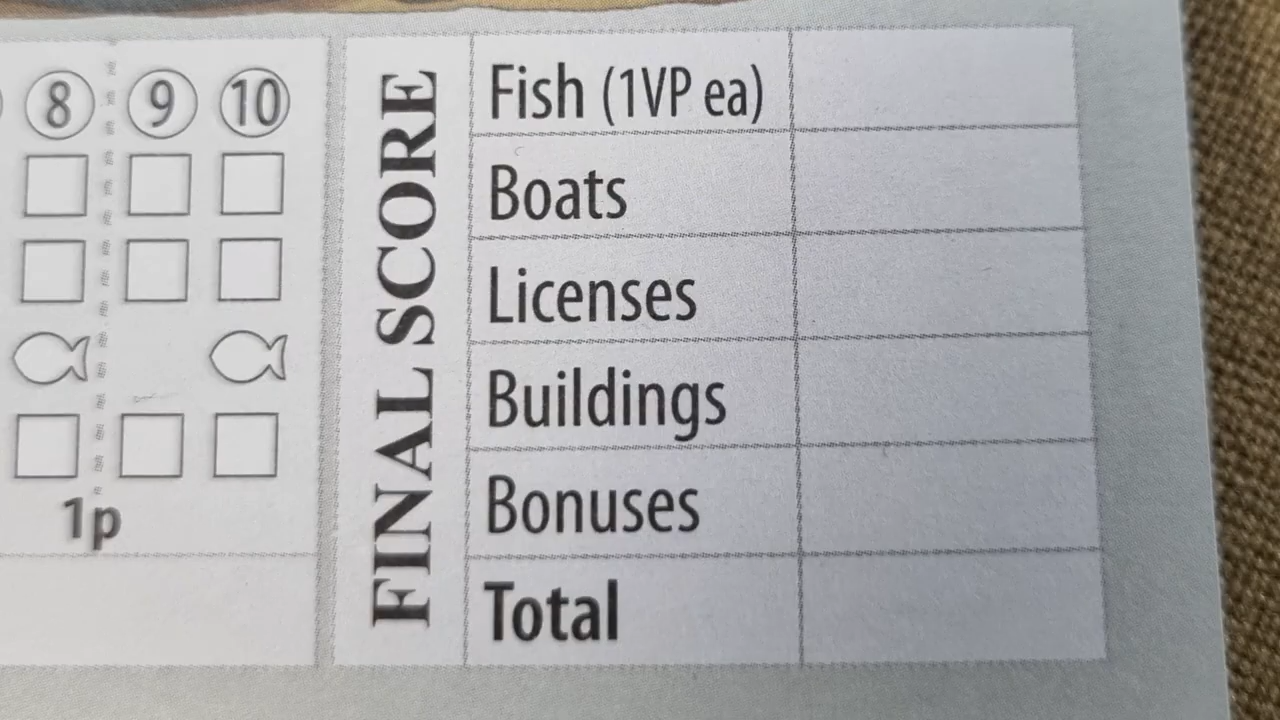 8 9 10
1p
FINAL SCORE
Fish (1VP ea)
Boats
Licenses
Buildings
Bonuses
Total